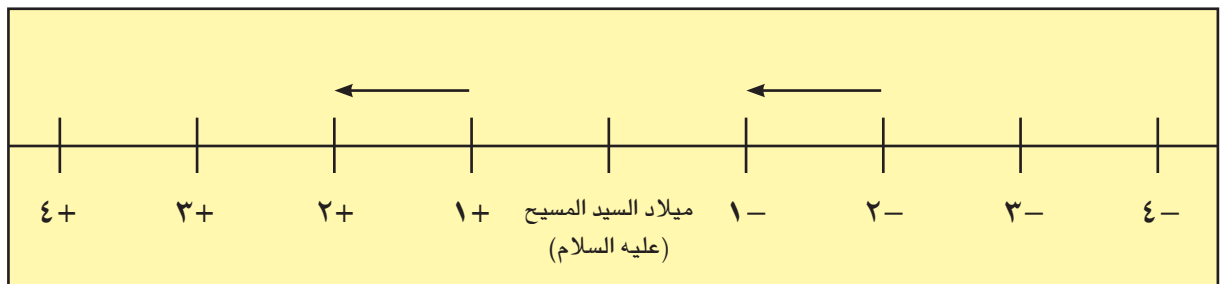 ٤− ٣− ٢− ١− ميلاد السيد المسيح ١+ ٢+ ٣+ ٤+
(عليه السلام)